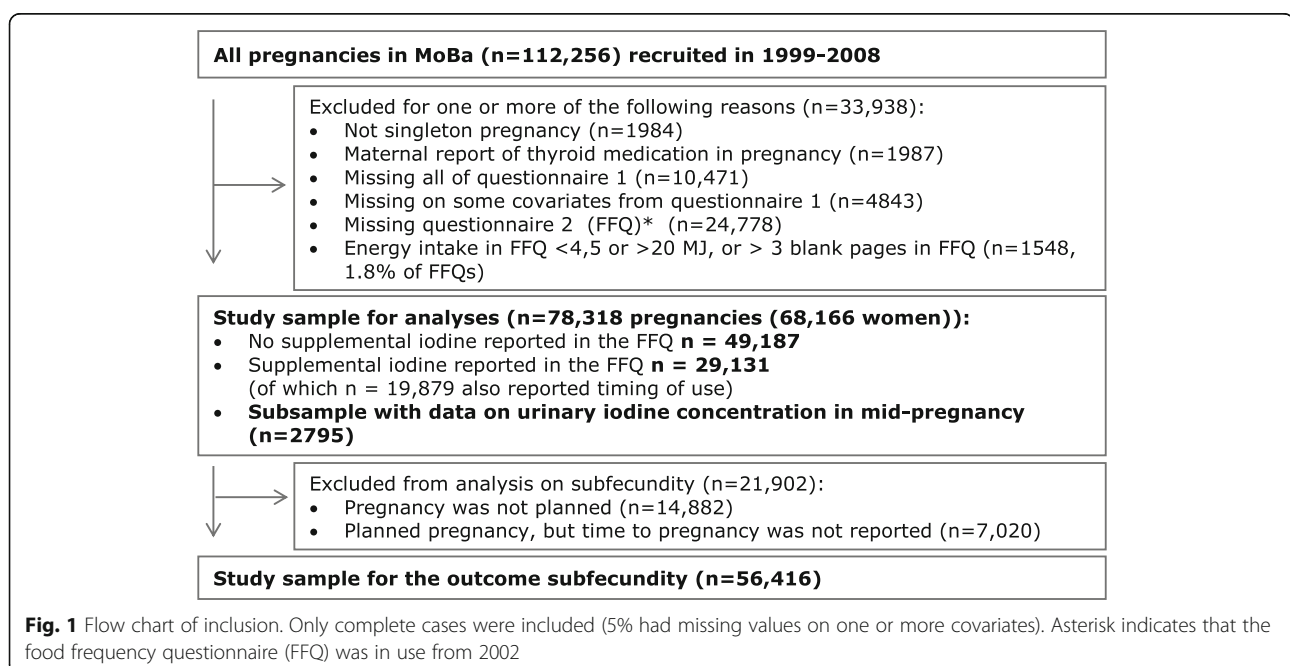 All pregnancies in MoBa (n=112,256) recruited in 1999-2008
Excluded for one or more of the following reasons (n=33,938):
• Not singleton pregnancy (n=1984)
• Maternal report of thyroid medication in pregnancy (n=1987)
• Missing all of questionnaire 1 (n=10,471)
• Missing on some covariates from questionnaire 1 (n=4843)
• Missing questionnaire 2 (FFQ)* (n=24,778)
• Energy intake in FFQ <4,5 or >20 MJ, or > 3 blank pages in FFQ (n=1548,
1.8% of FFQs)
Study sample for analyses (n=78,318 pregnancies (68,166 women)):
• No supplemental iodine reported in the FFQ n = 49,187
• Supplemental iodine reported in the FFQ n = 29,131
(of which n = 19,879 also reported timing of use)
• Subsample with data on urinary iodine concentration in mid-pregnancy
(n=2795)
Excluded from analysis on subfecundity (n=21,902):
• Pregnancy was not planned (n=14,882)
• Planned pregnancy, but time to pregnancy was not reported (n=7,020)
Study sample for the outcome subfecundity (n=56,416)
Fig. 1 Flow chart of inclusion. Only complete cases were included (5% had missing values on one or more covariates). Asterisk indicates that the
food frequency questionnaire (FFQ) was in use from 2002